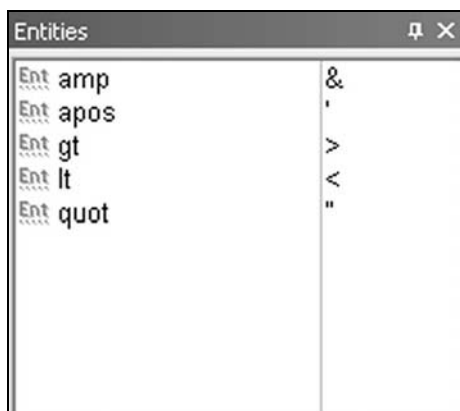 Entities
Ent amp &
Ent apos '
Ent gt >
Ent lt <
Ent quot "